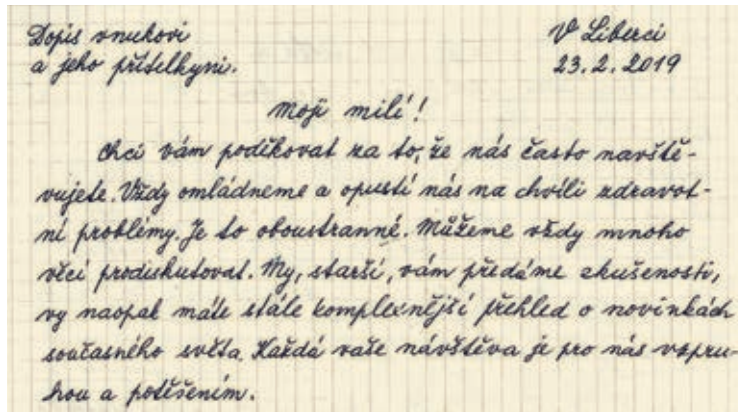 Dopis vnukovi
a jeho přítelkyni.
V Liberci
23.2.2019
Moji milí!
Chci vám poděkovat za to, že nás často navště-
vujete. Vždy omládneme a opustí nás na chvíli zdravot-
ní problémy. Je to oboustranné. Můžeme vždy mnoho
věcí prodiskutovat. My, starší, vám předáme zkušenosti,
vy naopak máte stále komplexnější přehled o novinkách
současného světa. Každá vaše návštěva je pro nás vzpru-
hou a potěšením.